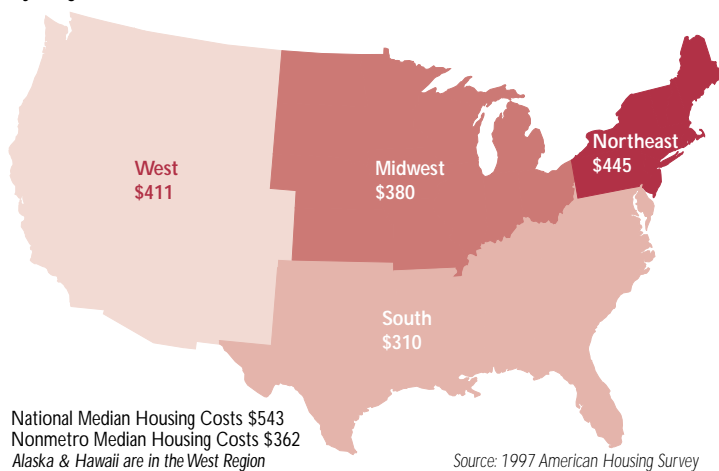 Northeast
$445
West
$411
Midwest
$380
South
$310
National Median Housing Costs $543
Nonmetro Median Housing Costs $362
Alaska & Hawaii are in the West Region
Source: 1997 American Housing Survey